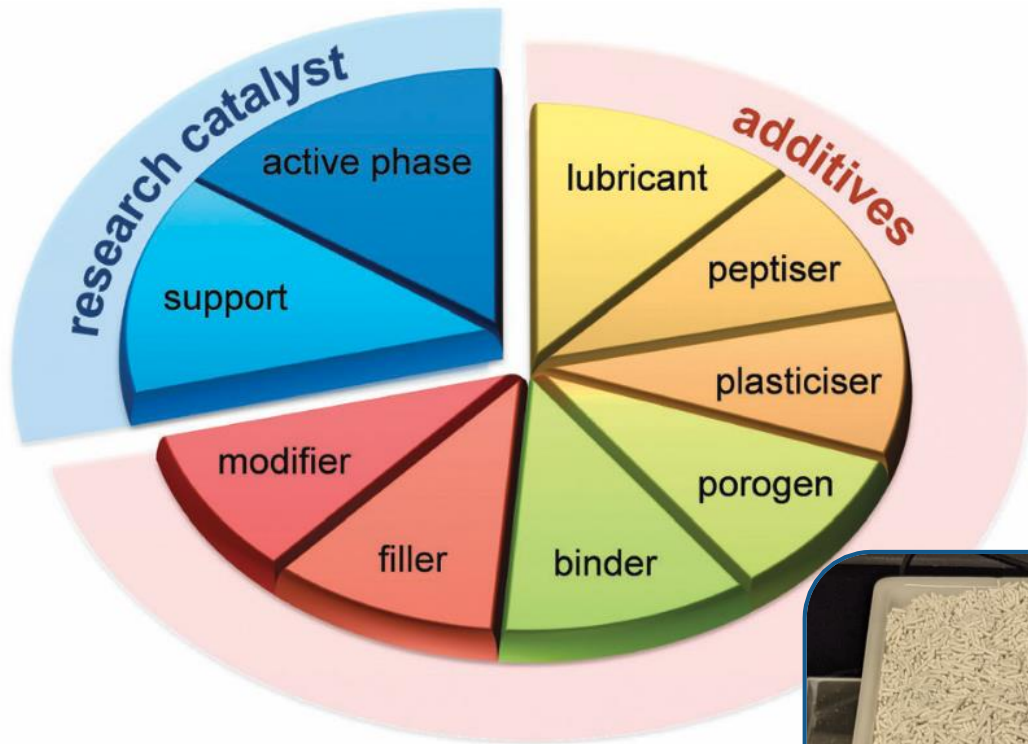 research catalyst
additives
active phase
support
lubricant
peptiser
plasticiser
porogen
binder
filler
modifier